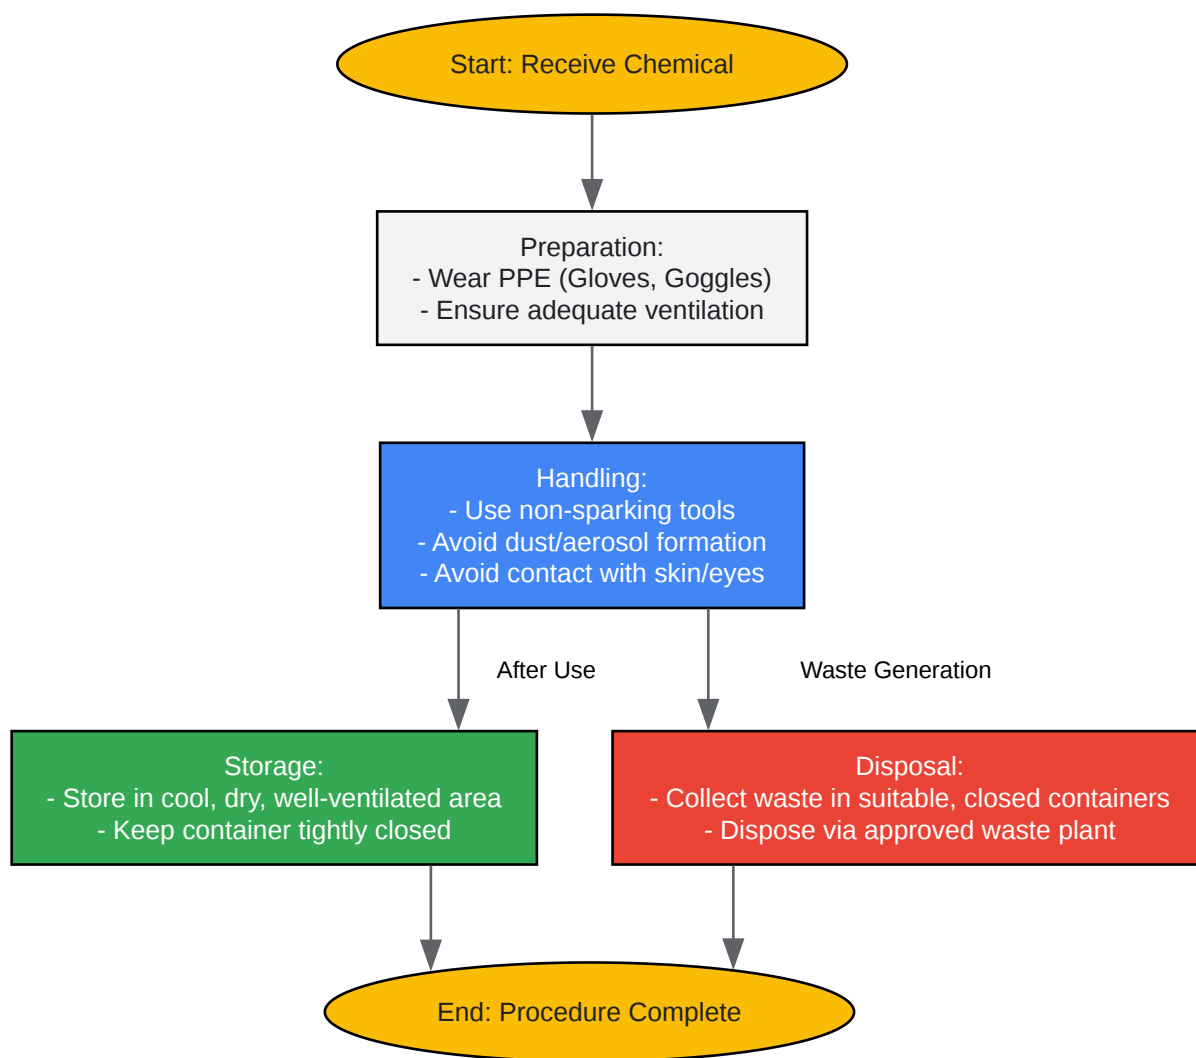 Start: Receive Chemical
Preparation:
- Wear PPE (Gloves, Goggles)
- Ensure adequate ventilation
Handling:
- Use non-sparking tools
- Avoid dust/aerosol formation
- Avoid contact with skin/eyes
After Use
Waste Generation
Storage:
- Store in cool, dry, well-ventilated area
- Keep container tightly closed
Disposal:
- Collect waste in suitable, closed containers
- Dispose via approved waste plant
End: Procedure Complete